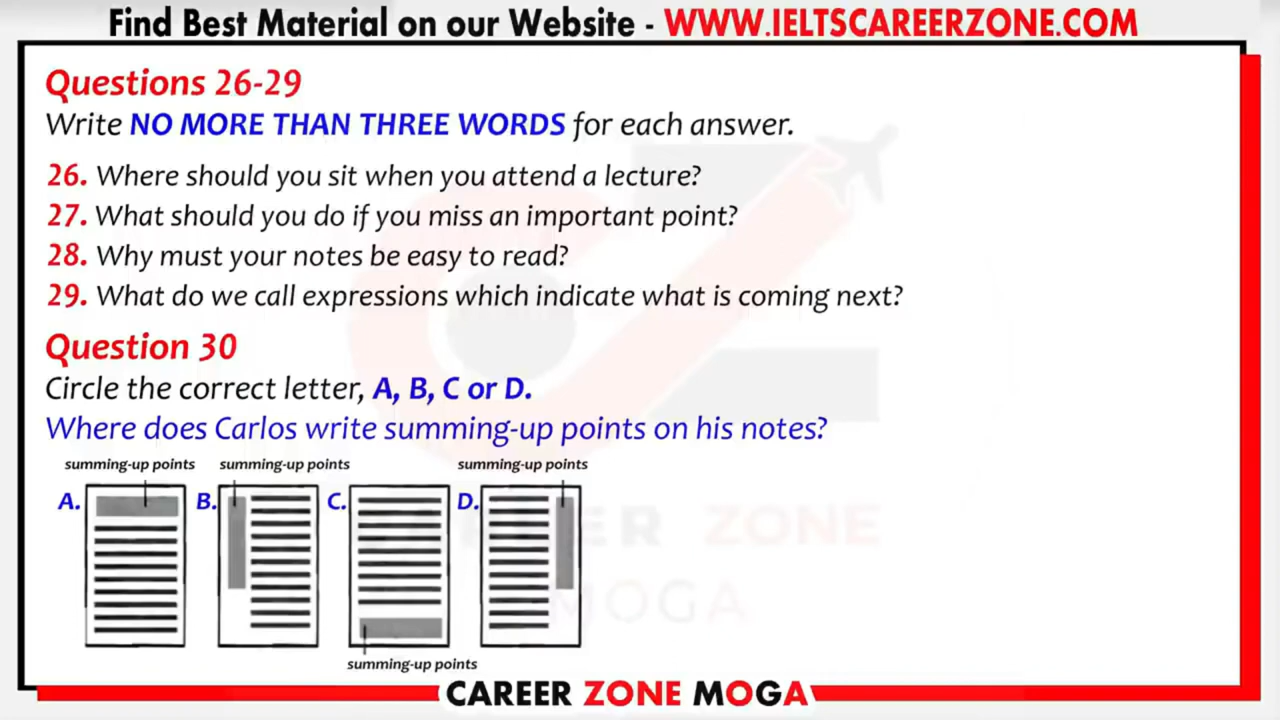 Find Best Material on our Website - WWW.IELTSCAREERZONE.COM
Questions 26-29
Write NO MORE THAN THREE WORDS for each answer.
26. Where should you sit when you attend a lecture?
27. What should you do if you miss an important point?
28. Why must your notes be easy to read?
29. What do we call expressions which indicate what is coming next?
Question 30
Circle the correct letter, A, B, C or D.
Where does Carlos write summing-up points on his notes?
summing-up points summing-up points summing-up points
A. B. C. D.
ZONE
MOGA
summing-up points
CAREER ZONE MOGA